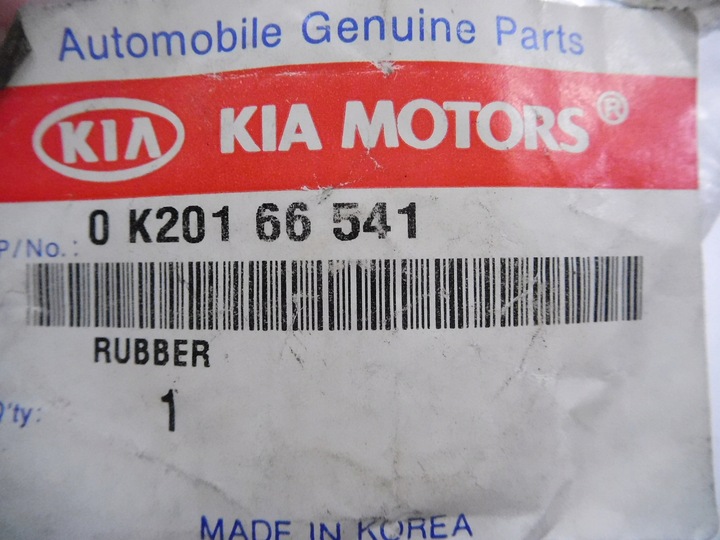 Automobile Genuine Parts
KIA KIA MOTORS®
P/No.: 0 K201 66 541
RUBBER
Q'ty: 1
MADE IN KOREA